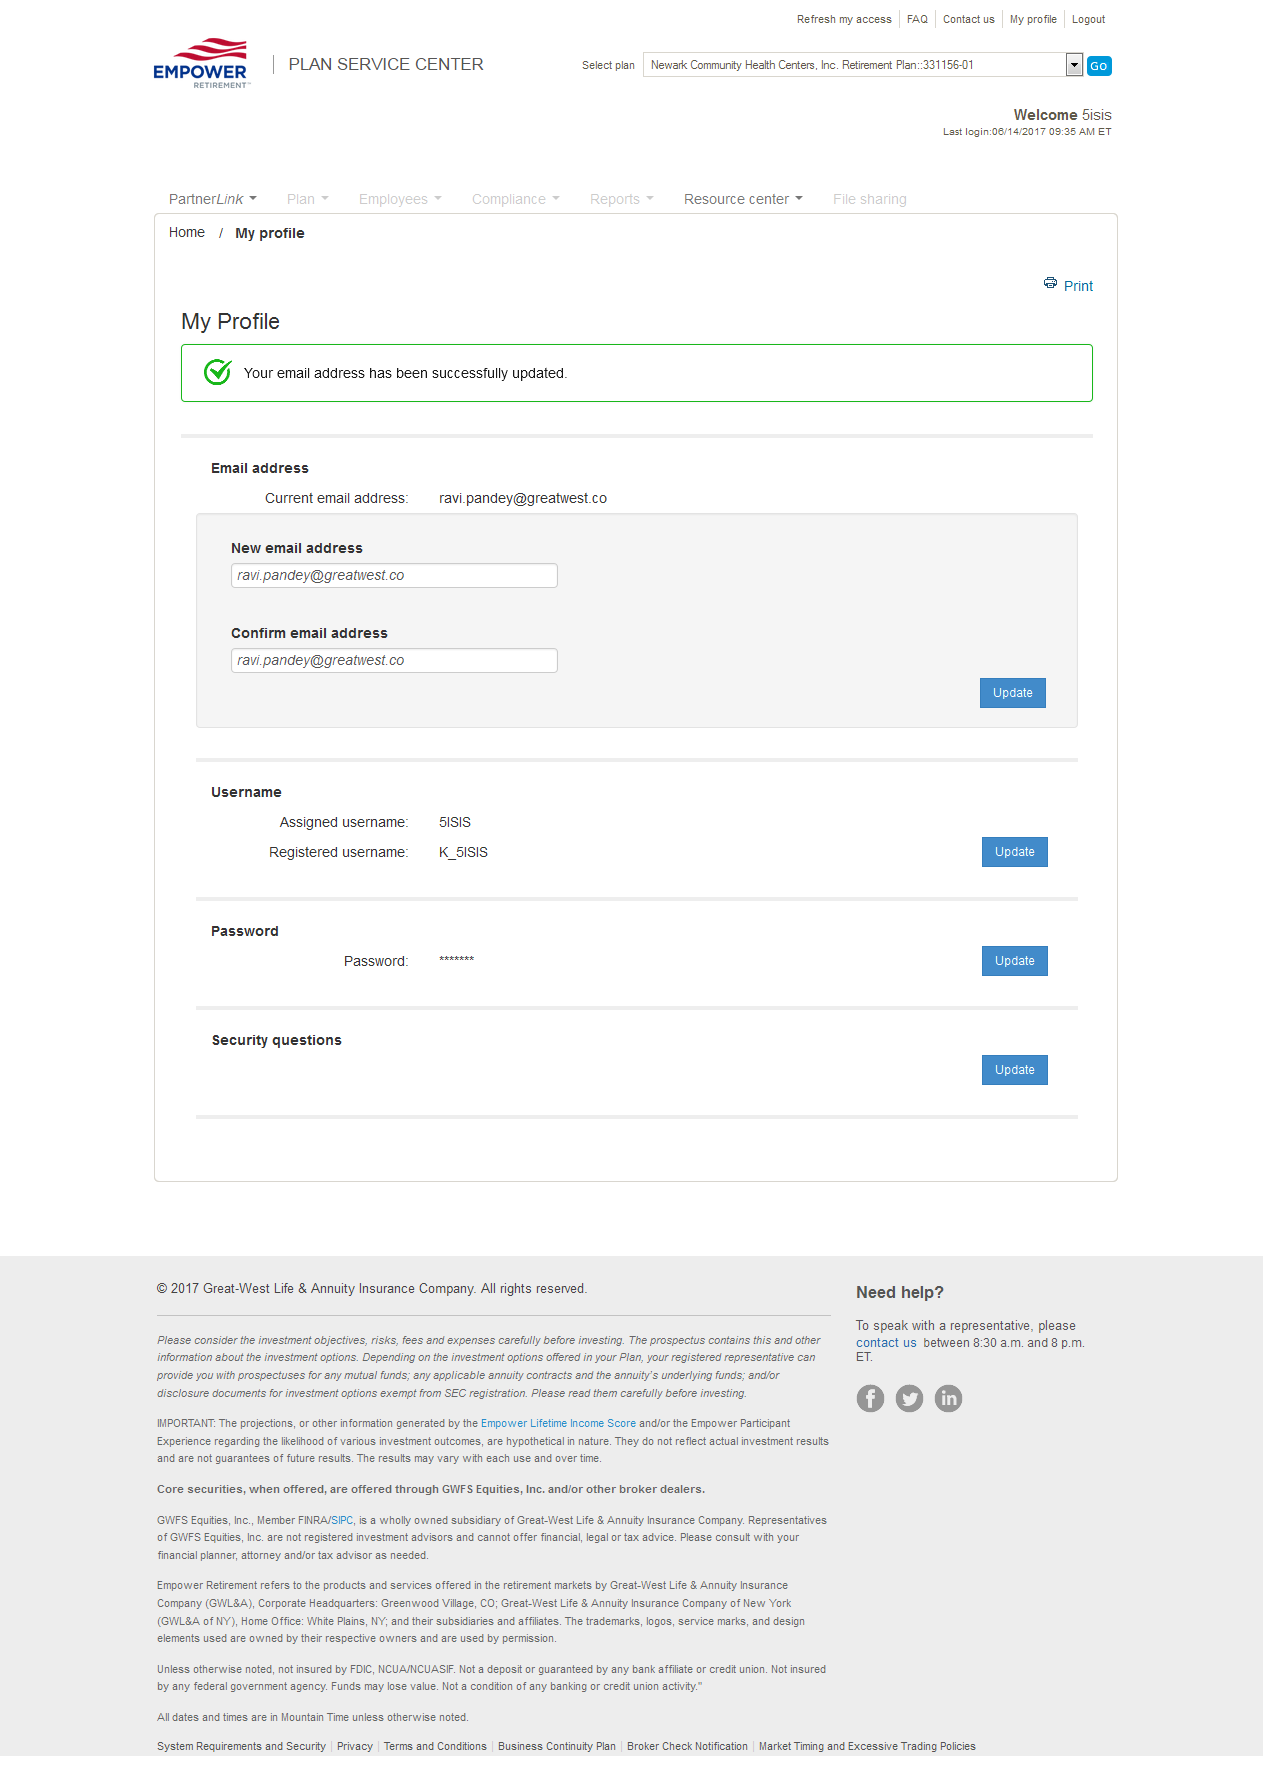 Refresh my access | FAQ | Contact us | My profile | Logout
EMPOWER
RETIREMENT™
PLAN SERVICE CENTER
Select plan Newark Community Health Centers, Inc. Retirement Plan::331156-01 Go
Welcome 5isis
Last login:06/14/2017 09:35 AM ET
PartnerLink Plan Employees Compliance Reports Resource center File sharing
Home / My profile
Print
My Profile
Your email address has been successfully updated.
Email address
Current email address: ravi.pandey@greatwest.co
New email address
ravi.pandey@greatwest.co
Confirm email address
ravi.pandey@greatwest.co
Update
Username
Assigned username: 5ISIS
Registered username: K_5ISIS
Update
Password
Password: *******
Update
Security questions
Update
© 2017 Great-West Life & Annuity Insurance Company. All rights reserved.
Please consider the investment objectives, risks, fees and expenses carefully before investing. The prospectus contains this and other
information about the investment options. Depending on the investment options offered in your Plan, your registered representative can
provide you with prospectuses for any mutual funds; any applicable annuity contracts and the annuity's underlying funds; and/or
disclosure documents for investment options exempt from SEC registration. Please read them carefully before investing.
IMPORTANT: The projections, or other information generated by the Empower Lifetime Income Score and/or the Empower Participant
Experience regarding the likelihood of various investment outcomes, are hypothetical in nature. They do not reflect actual investment results
and are not guarantees of future results. The results may vary with each use and over time.
Core securities, when offered, are offered through GWFS Equities, Inc. and/or other broker dealers.
GWFS Equities, Inc., Member FINRA/SIPC, is a wholly owned subsidiary of Great-West Life & Annuity Insurance Company. Representatives
of GWFS Equities, Inc. are not registered investment advisors and cannot offer financial, legal or tax advice. Please consult with your
financial planner, attorney and/or tax advisor as needed.
Empower Retirement refers to the products and services offered in the retirement markets by Great-West Life & Annuity Insurance
Company (GWL&A), Corporate Headquarters: Greenwood Village, CO; Great-West Life & Annuity Insurance Company of New York
(GWL&A of NY), Home Office: White Plains, NY; and their subsidiaries and affiliates. The trademarks, logos, service marks, and design
elements used are owned by their respective owners and are used by permission.
Unless otherwise noted, not insured by FDIC, NCUA/NCUASIF. Not a deposit or guaranteed by any bank affiliate or credit union. Not insured
by any federal government agency. Funds may lose value. Not a condition of any banking or credit union activity."
All dates and times are in Mountain Time unless otherwise noted.
System Requirements and Security | Privacy | Terms and Conditions | Business Continuity Plan | Broker Check Notification | Market Timing and Excessive Trading Policies
Need help?
To speak with a representative, please
contact us between 8:30 a.m. and 8 p.m.
ET.